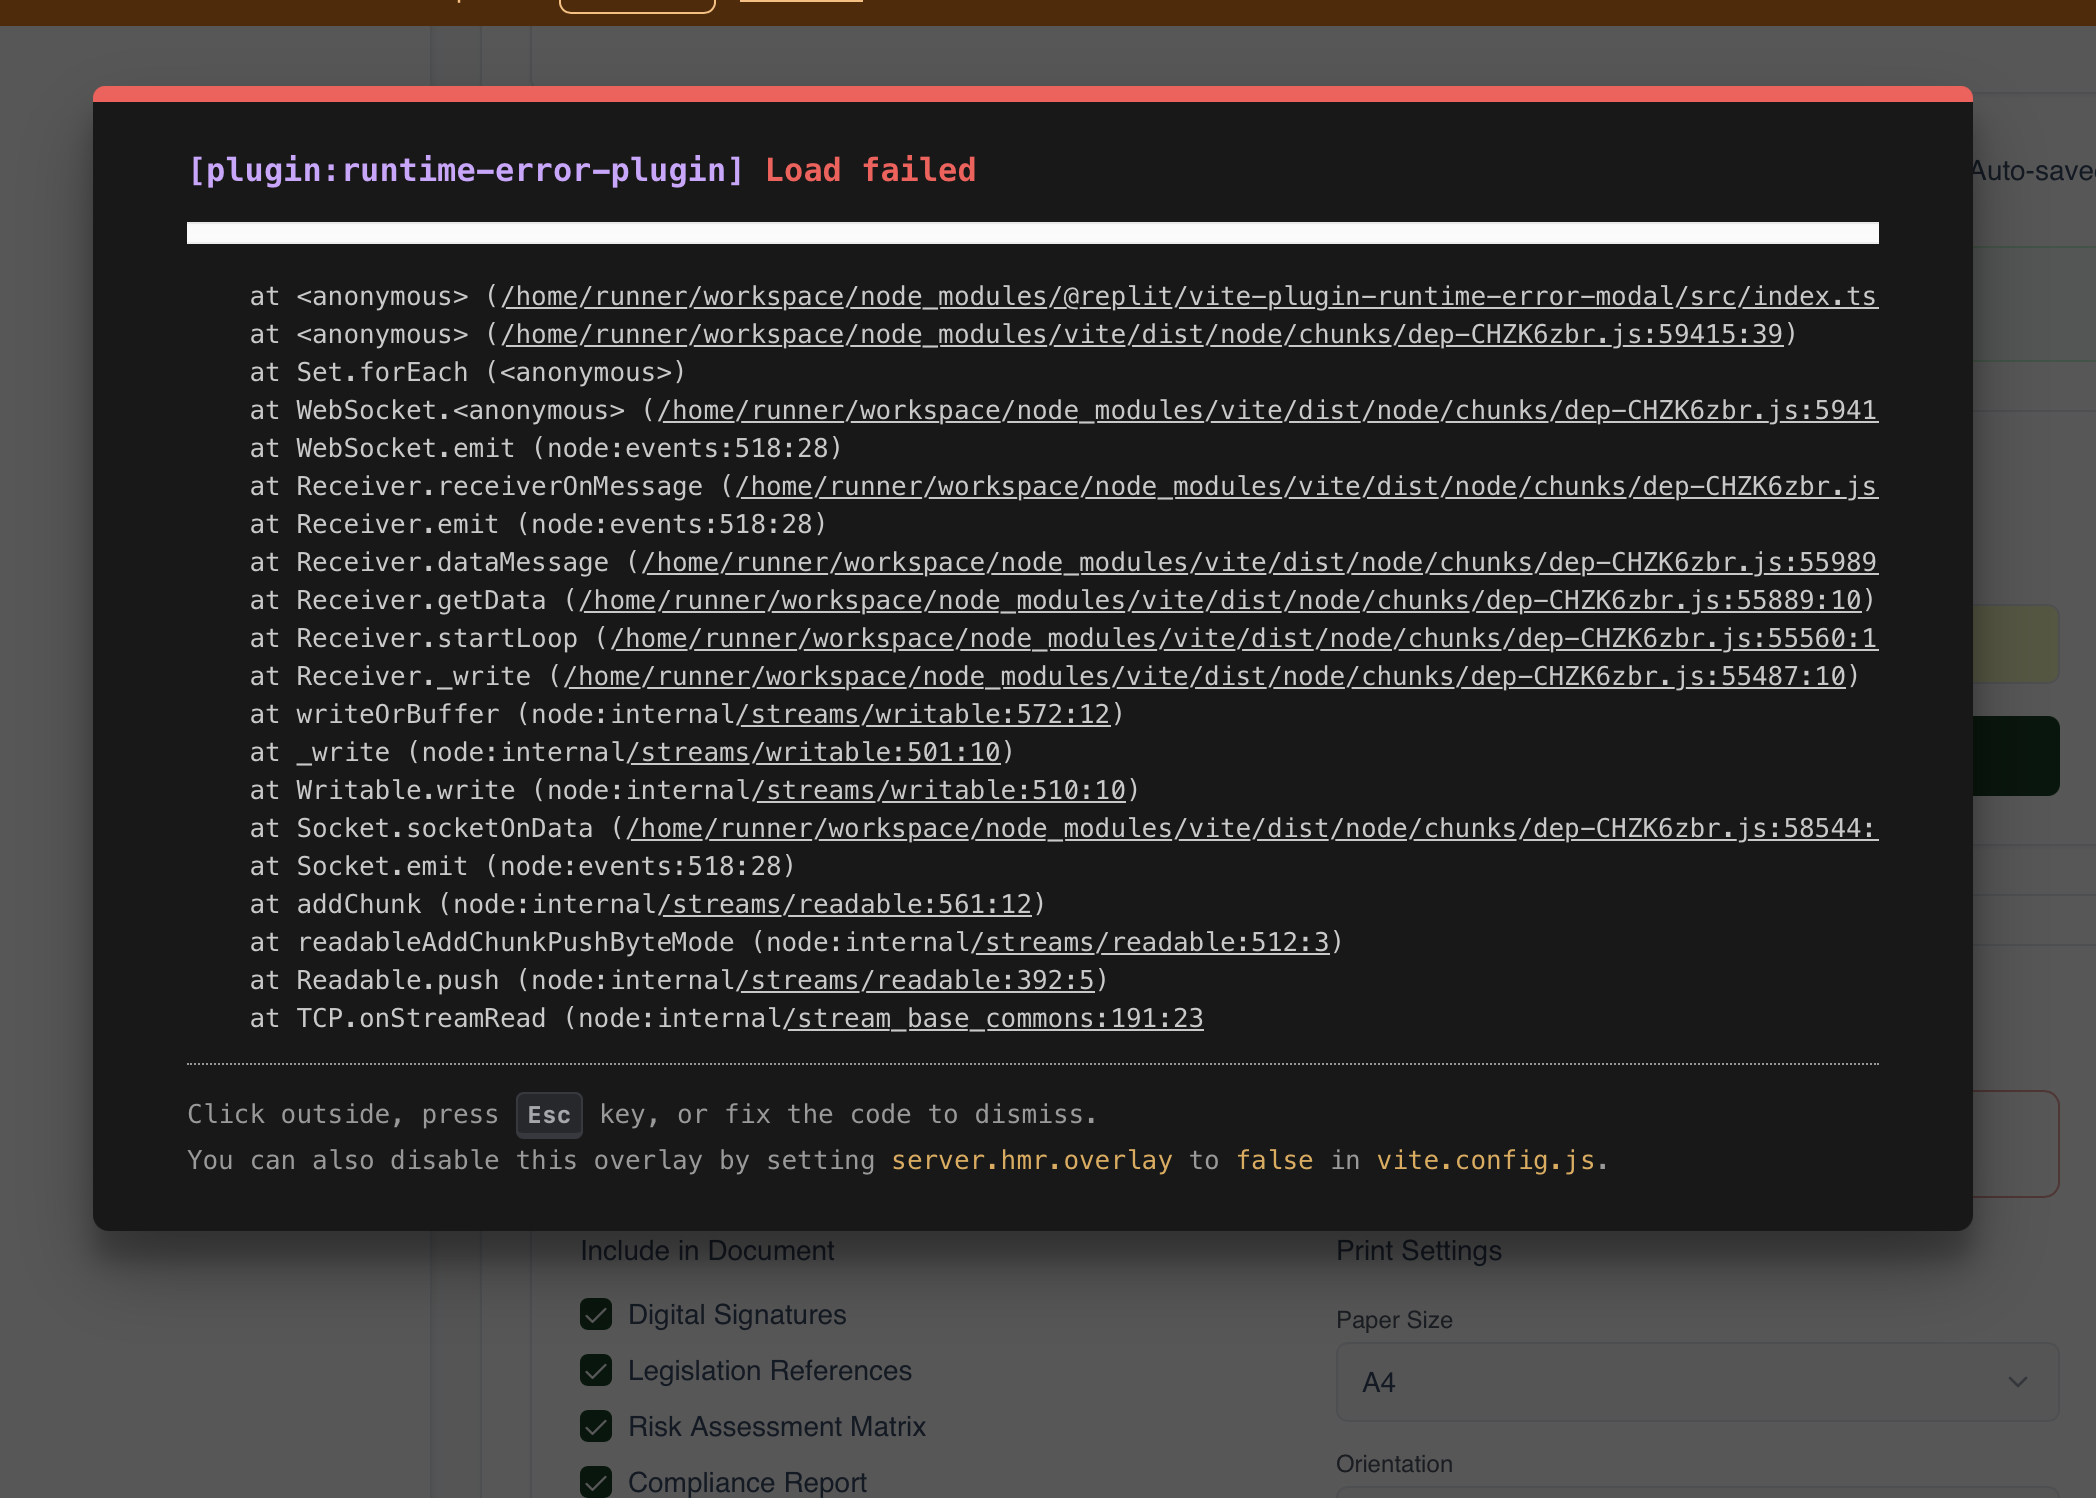 [plugin:runtime-error-plugin] Load failed
Auto-save
at <anonymous> (/home/runner/workspace/node_modules/@replit/vite-plugin-runtime-error-modal/src/index.ts
at <anonymous> (/home/runner/workspace/node_modules/vite/dist/node/chunks/dep-CHZK6zbr.js:59415:39)
at Set.forEach (<anonymous>)
at WebSocket.<anonymous> (/home/runner/workspace/node_modules/vite/dist/node/chunks/dep-CHZK6zbr.js:5941
at WebSocket.emit (node:events:518:28)
at Receiver.receiverOnMessage (/home/runner/workspace/node_modules/vite/dist/node/chunks/dep-CHZK6zbr.js
at Receiver.emit (node:events:518:28)
at Receiver.dataMessage (/home/runner/workspace/node_modules/vite/dist/node/chunks/dep-CHZK6zbr.js:55989
at Receiver.getData (/home/runner/workspace/node_modules/vite/dist/node/chunks/dep-CHZK6zbr.js:55889:10)
at Receiver.startLoop (/home/runner/workspace/node_modules/vite/dist/node/chunks/dep-CHZK6zbr.js:55560:1
at Receiver._write (/home/runner/workspace/node_modules/vite/dist/node/chunks/dep-CHZK6zbr.js:55487:10)
at writeOrBuffer (node:internal/streams/writable:572:12)
at _write (node:internal/streams/writable:501:10)
at Writable.write (node:internal/streams/writable:510:10)
at Socket.socketOnData (/home/runner/workspace/node_modules/vite/dist/node/chunks/dep-CHZK6zbr.js:58544:
at Socket.emit (node:events:518:28)
at addChunk (node:internal/streams/readable:561:12)
at readableAddChunkPushByteMode (node:internal/streams/readable:512:3)
at Readable.push (node:internal/streams/readable:392:5)
at TCP.onStreamRead (node:internal/stream_base_commons:191:23
Click outside, press Esc key, or fix the code to dismiss.
You can also disable this overlay by setting server.hmr.overlay to false in vite.config.js.
Include in Document
Digital Signatures
Legislation References
Risk Assessment Matrix
Compliance Report
Print Settings
Paper Size
A4
Orientation